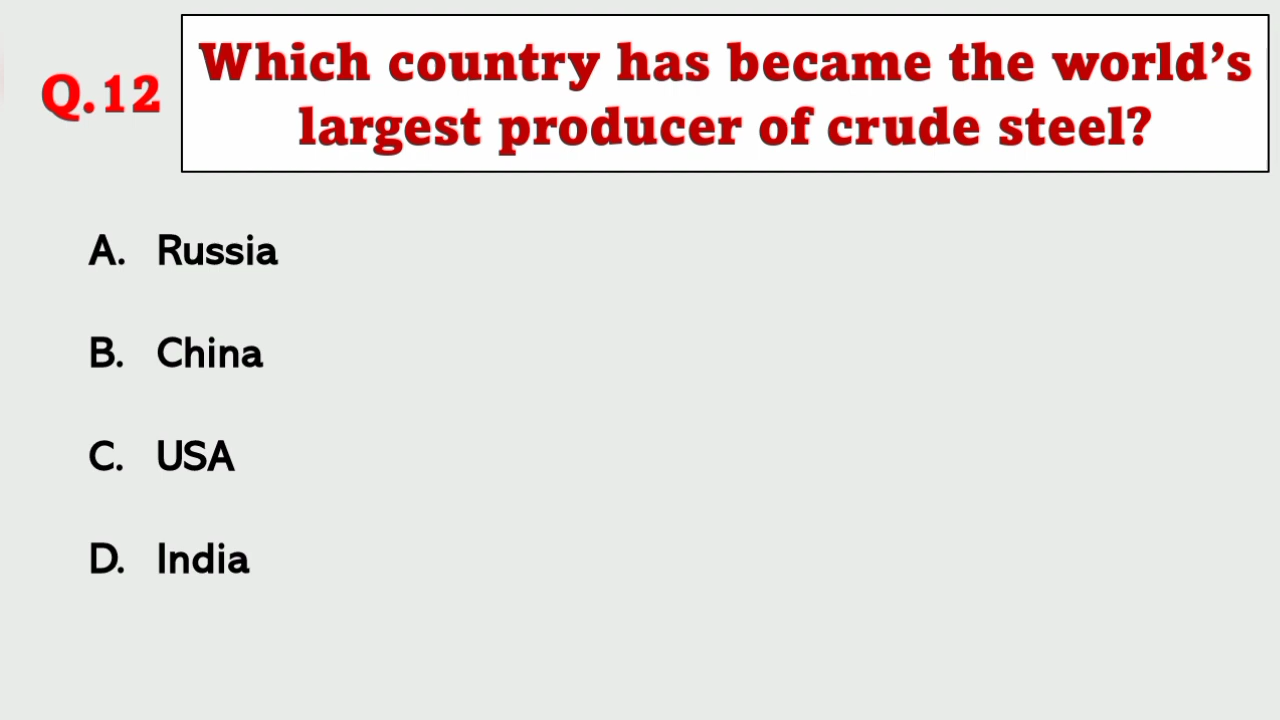 Q.12
Which country has became the world’s
largest producer of crude steel?
A. Russia
B. China
C. USA
D. India